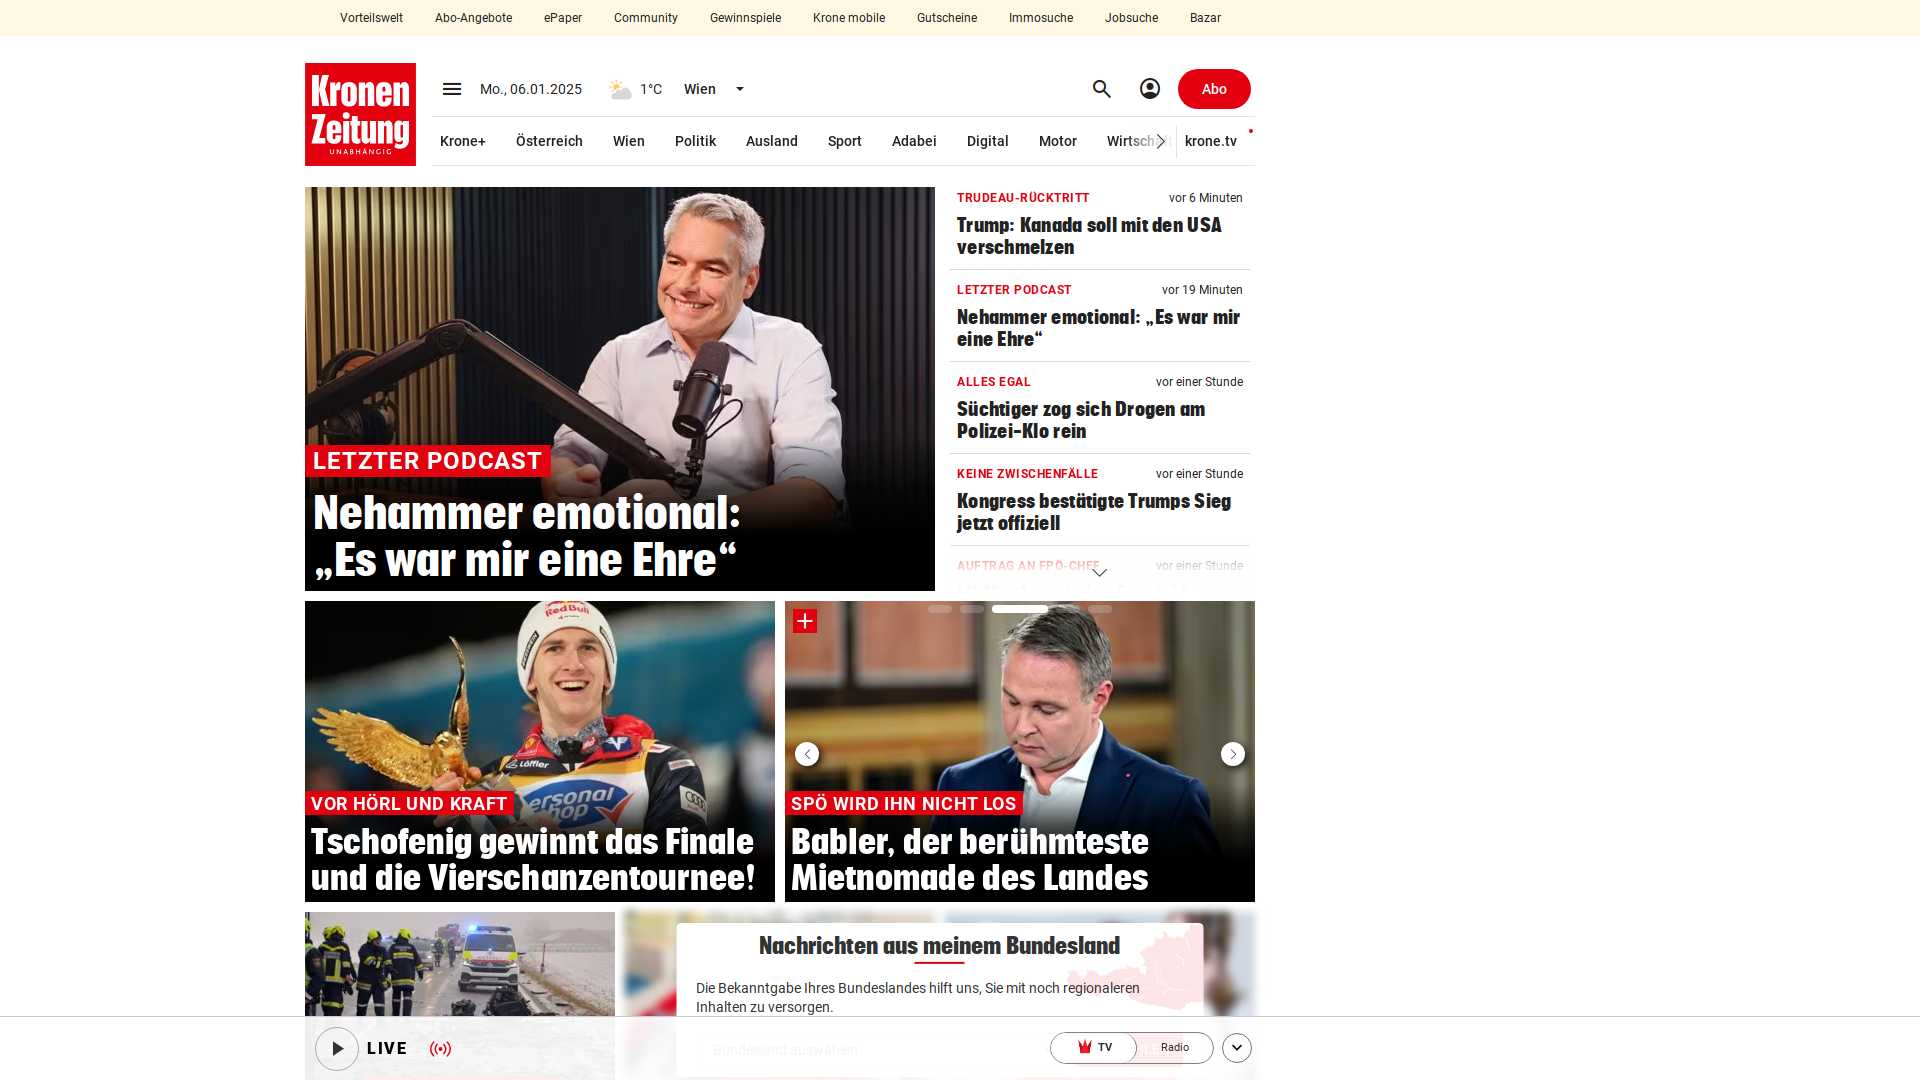 Vorteilswelt
Abo-Angebote
ePaper
Community
Gewinnspiele
Krone mobile
Gutscheine
Immosuche
Jobsuche
Bazar
Kronen
Zeitung
UNABHÄNGIG
Mo., 06.01.2025
1°C
Wien
Abo
Krone+
Österreich
Wien
Politik
Ausland
Sport
Adabei
Digital
Motor
krone.tv
LETZTER PODCAST
Nehammer emotional:
„Es war mir eine Ehre“
TRUDEAU-RÜCKTRITT
vor 6 Minuten
Trump: Kanada soll mit den USA
verschmelzen
LETZTER PODCAST
vor 19 Minuten
Nehammer emotional: „Es war mir
eine Ehre“
ALLES EGAL
vor einer Stunde
Süchtiger zog sich Drogen am
Polizei-Klo rein
KEINE ZWISCHENFÄLLE
vor einer Stunde
Kongress bestätigte Trumps Sieg
jetzt offiziell
AUFTRAG AN FPÖ-CHEF
vor einer Stunde
Red Bull
Löffler
ersonal
hop
VOR HÖRL UND KRAFT
Tschofenig gewinnt das Finale
und die Vierschanzentournee!
SPÖ WIRD IHN NICHT LOS
Babler, der berühmteste
Mietnomade des Landes
Nachrichten aus meinem Bundesland
Die Bekanntgabe Ihres Bundeslandes hilft uns, Sie mit noch regionaleren
Inhalten zu versorgen.
Bundesland auswählen
LIVE
TV
Radio